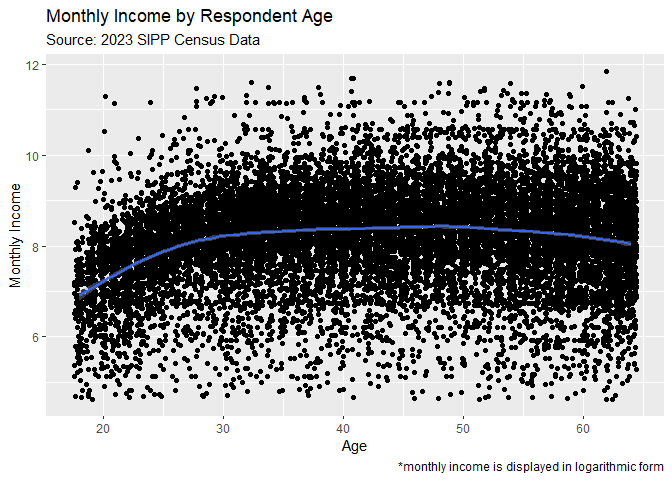 Monthly Income by Respondent Age
Source: 2023 SIPP Census Data
12
10
8
6
Monthly Income
20 30 40 50 60
Age
*monthly income is displayed in logarithmic form